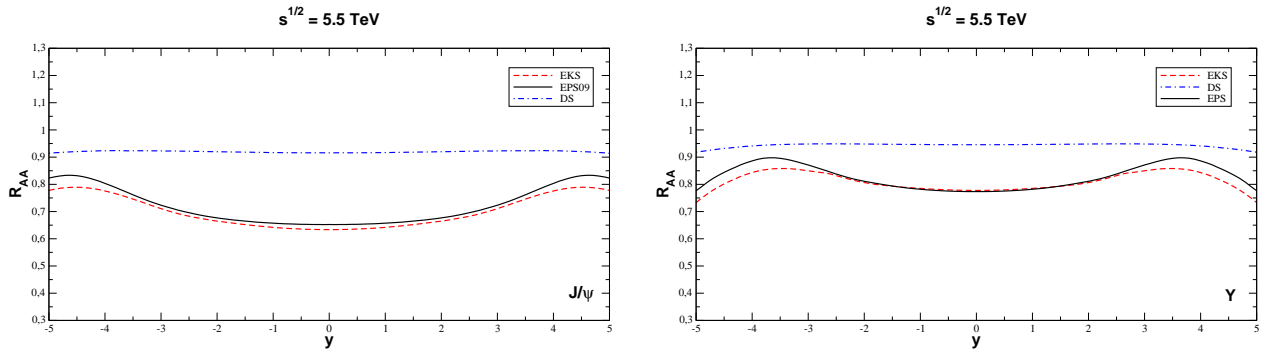 s^1/2 = 5.5 TeV
1,3
1,2
1,1
1
0,9
0,8
0,7
0,6
0,5
0,4
0,3
R_AA
EKS
EPS09
DS
J/ψ
-5 -4 -3 -2 -1 0 1 2 3 4 5
y
s^1/2 = 5.5 TeV
1,3
1,2
1,1
1
0,9
0,8
0,7
0,6
0,5
0,4
0,3
R_AA
EKS
DS
EPS
Y
-5 -4 -3 -2 -1 0 1 2 3 4 5
y